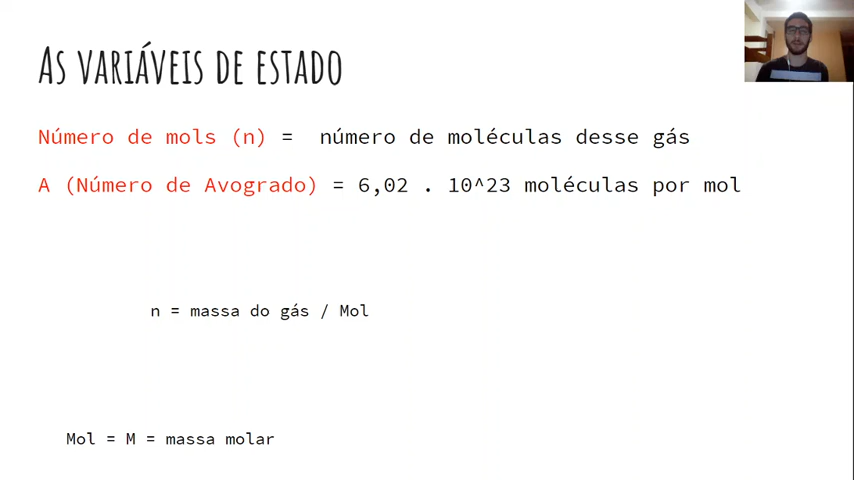 As variáveis de estado
Número de mols (n) = número de moléculas desse gás
A (Número de Avogrado) = 6,02 . 10^23 moléculas por mol
n = massa do gás / Mol
Mol = M = massa molar